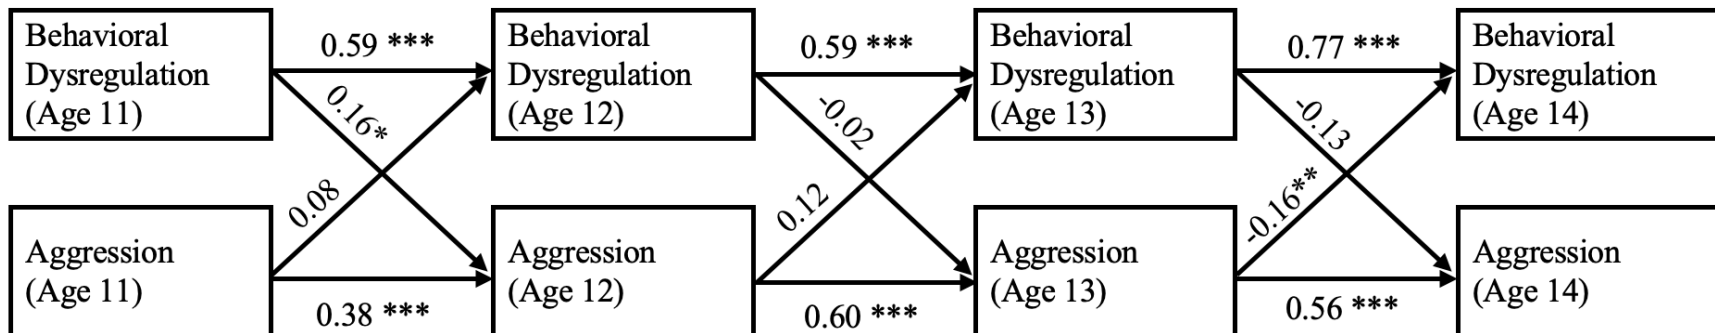 Behavioral
Dysregulation
(Age 11)
0.59 ***
Behavioral
Dysregulation
(Age 12)
0.59 ***
Behavioral
Dysregulation
(Age 13)
0.77 ***
Behavioral
Dysregulation
(Age 14)
0.16*
0.08
-0.02
0.12
-0.13
-0.16**
Aggression
(Age 11)
0.38 ***
Aggression
(Age 12)
0.60 ***
Aggression
(Age 13)
0.56 ***
Aggression
(Age 14)